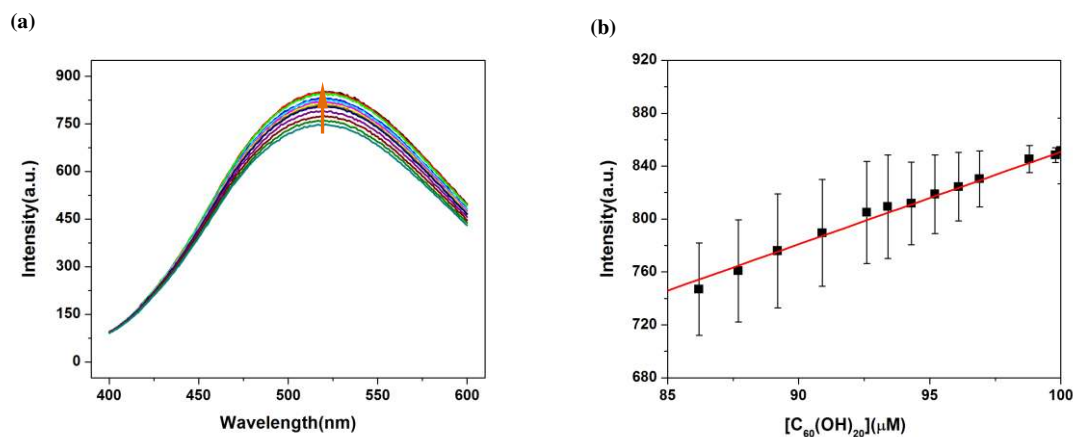 (a)
900
750
600
450
300
150
0
Intensity(a.u.)
400 450 500 550 600
Wavelength(nm)
(b)
920
880
840
800
760
720
680
Intensity(a.u.)
85 90 95 100
[C₆₀(OH)₂₀](μM)